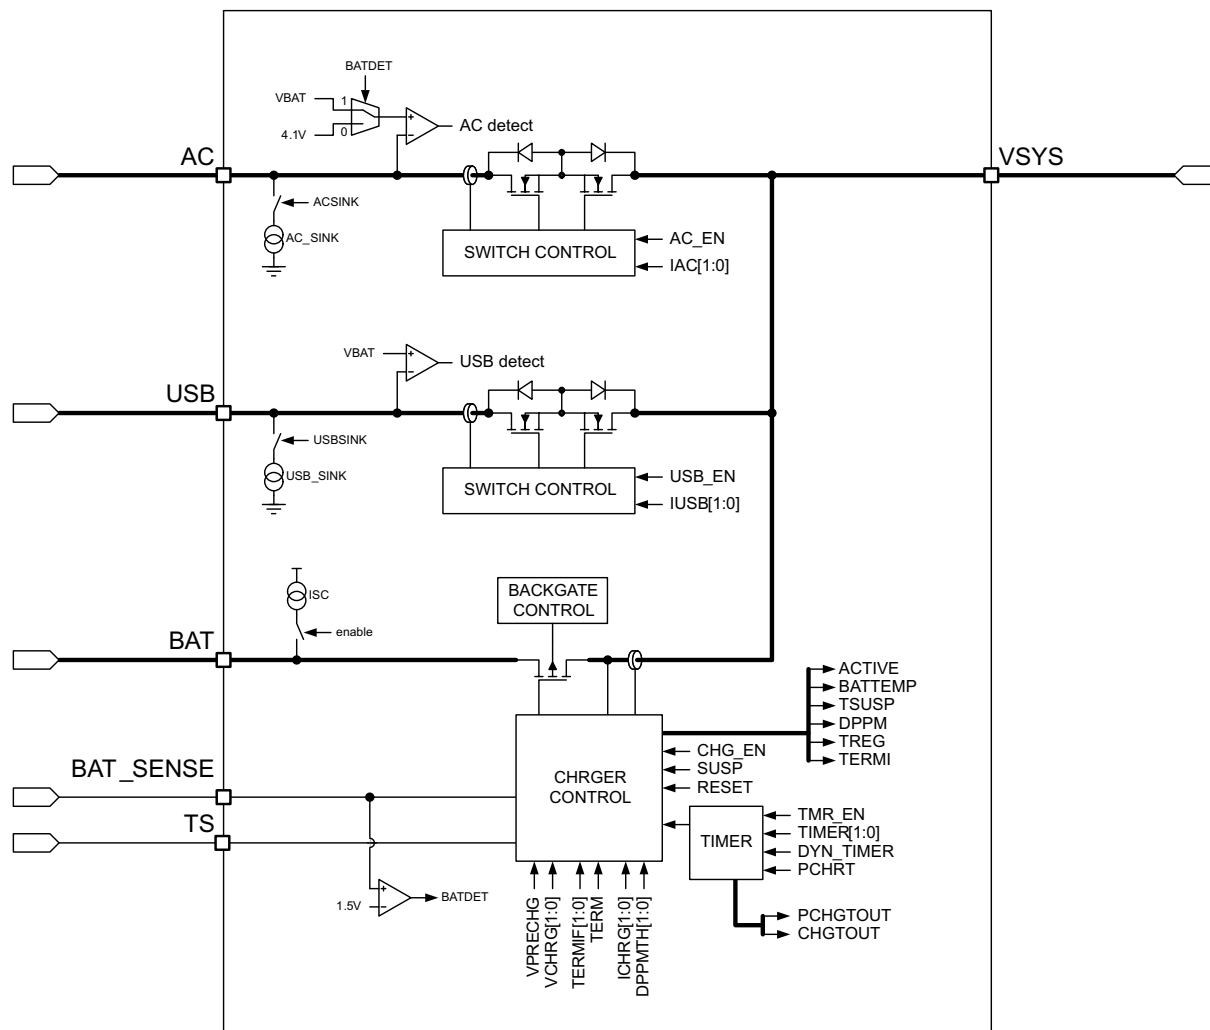 BATDET
VBAT
1
4.1V
0
+
−
AC detect
AC
VSYS
ACSINK
AC_SINK
SWITCH CONTROL
AC_EN
IAC[1:0]
VBAT
+
−
USB detect
USB
USBSINK
USB_SINK
SWITCH CONTROL
USB_EN
IUSB[1:0]
ISC
enable
BACKGATE
CONTROL
BAT
ACTIVE
BATTEMP
TSUSP
DPPM
TREG
TERMI
CHG_EN
SUSP
RESET
BAT_SENSE
CHRGER
CONTROL
TS
TIMER
TMR_EN
TIMER[1:0]
DYN_TIMER
PCHRT
1.5V
+
−
BATDET
VPRECHG
VCHRG[1:0]
TERMIF[1:0]
TERM
ICHRG[1:0]
DPPMTH[1:0]
PCHGTOUT
CHGTOUT